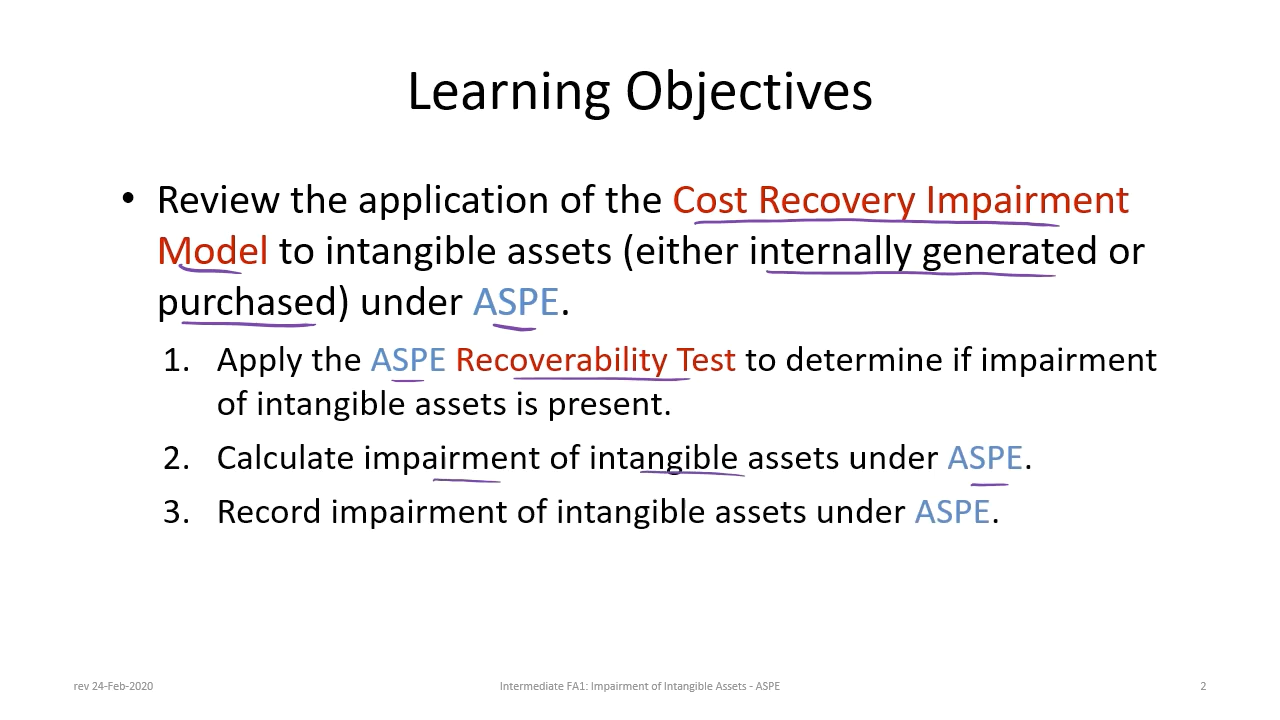 Learning Objectives
• Review the application of the Cost Recovery Impairment
Model to intangible assets (either internally generated or
purchased) under ASPE.
1. Apply the ASPE Recoverability Test to determine if impairment
of intangible assets is present.
2. Calculate impairment of intangible assets under ASPE.
3. Record impairment of intangible assets under ASPE.
rev 24-Feb-2020
Intermediate FA1: Impairment of Intangible Assets - ASPE
2